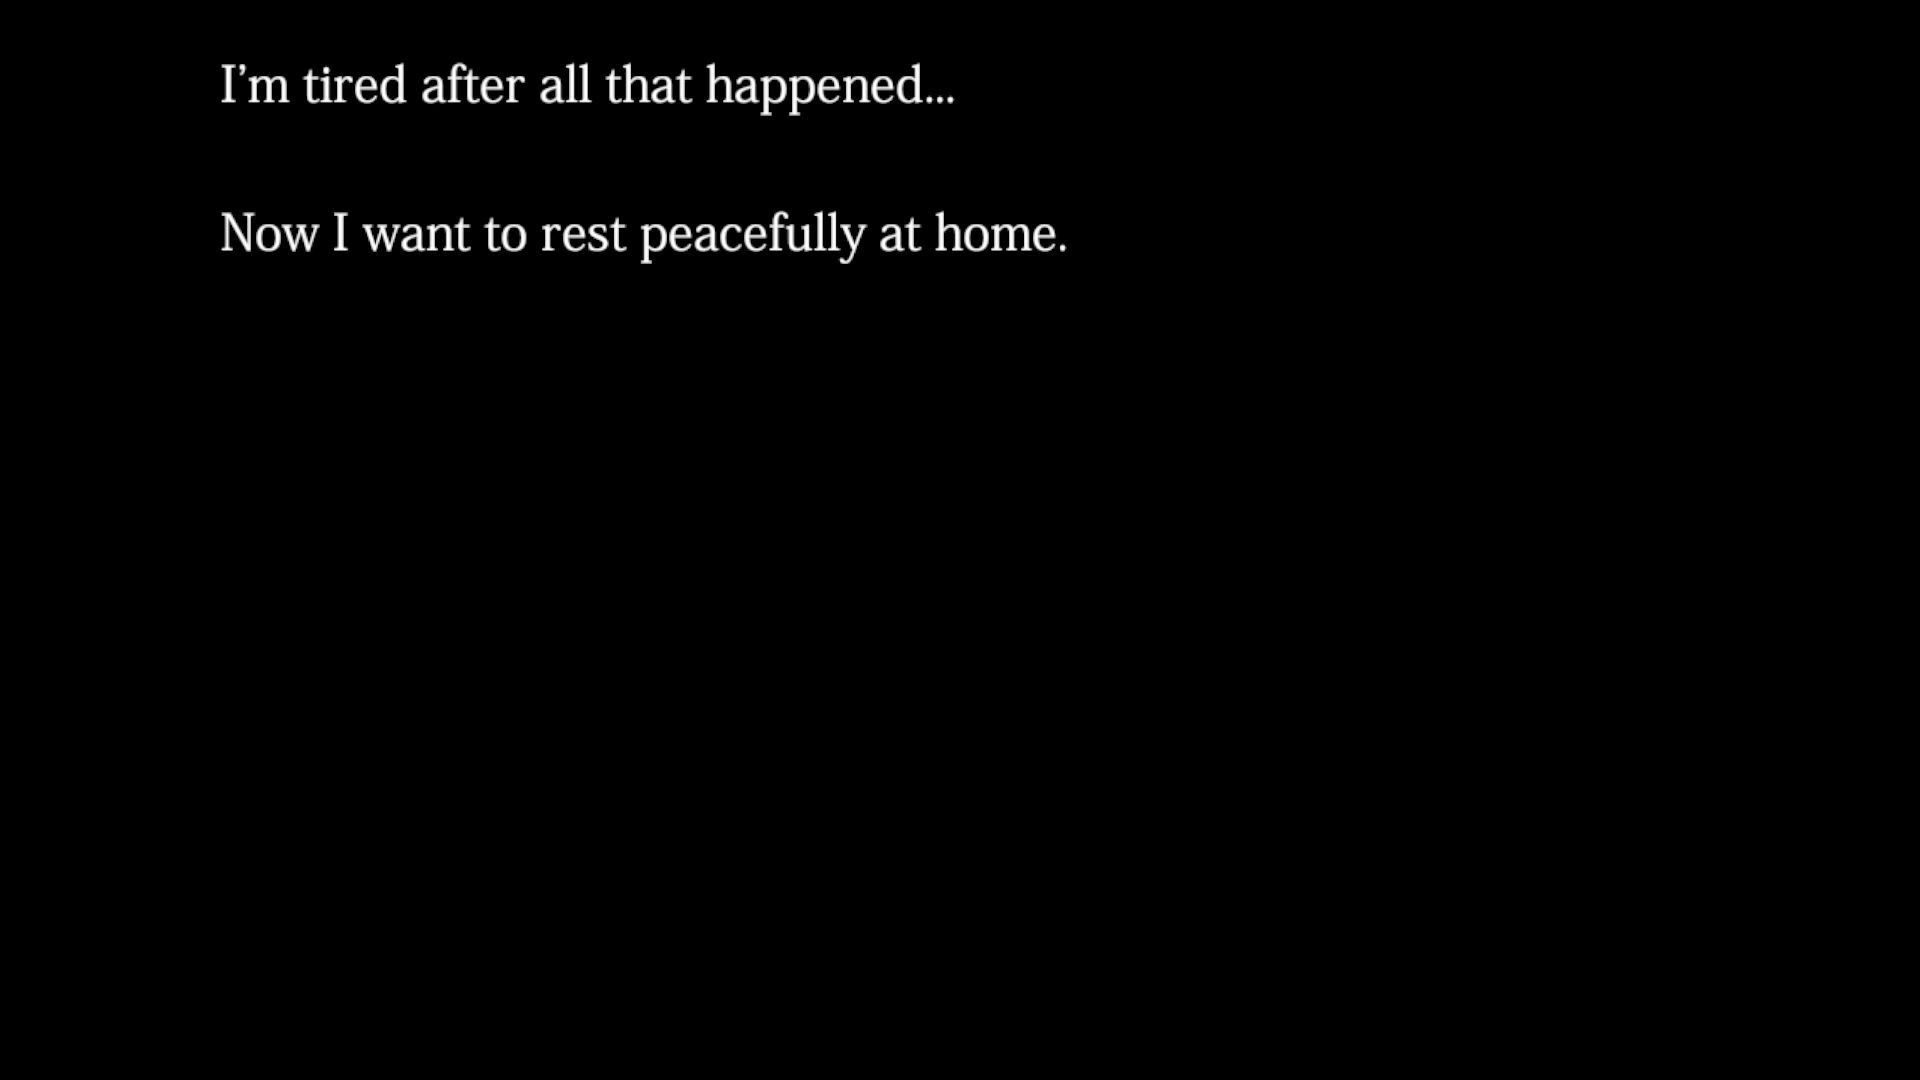 I’m tired after all that happened...
Now I want to rest peacefully at home.